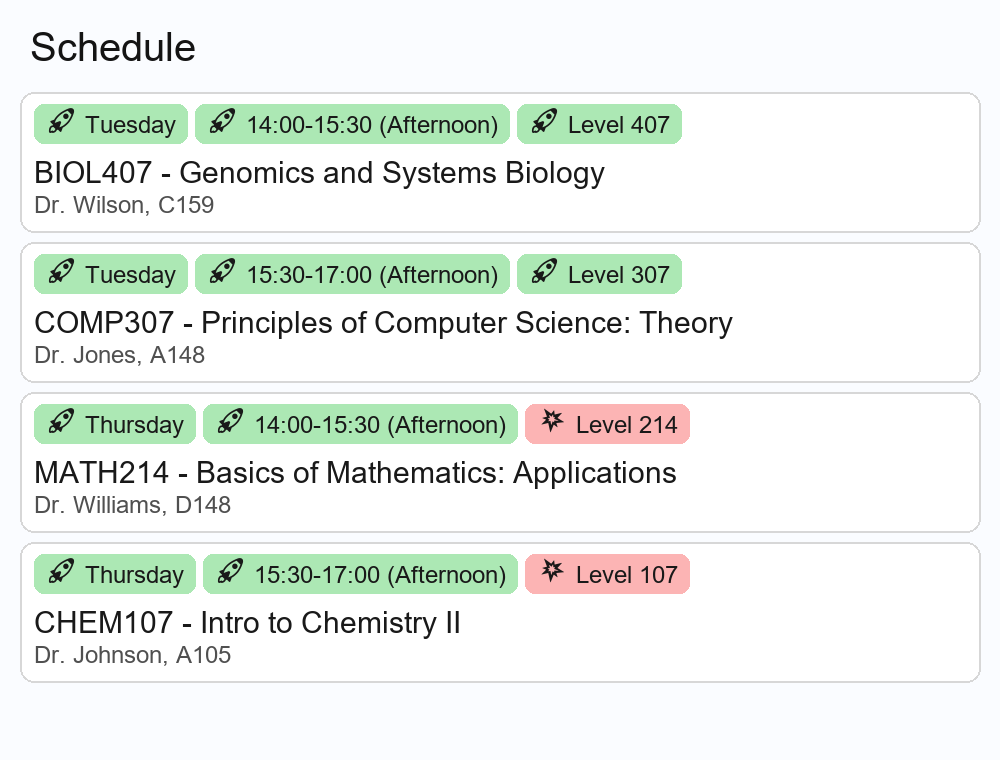 Schedule
Tuesday 14:00-15:30 (Afternoon) Level 407
BIOL407 - Genomics and Systems Biology
Dr. Wilson, C159
Tuesday 15:30-17:00 (Afternoon) Level 307
COMP307 - Principles of Computer Science: Theory
Dr. Jones, A148
Thursday 14:00-15:30 (Afternoon) Level 214
MATH214 - Basics of Mathematics: Applications
Dr. Williams, D148
Thursday 15:30-17:00 (Afternoon) Level 107
CHEM107 - Intro to Chemistry II
Dr. Johnson, A105